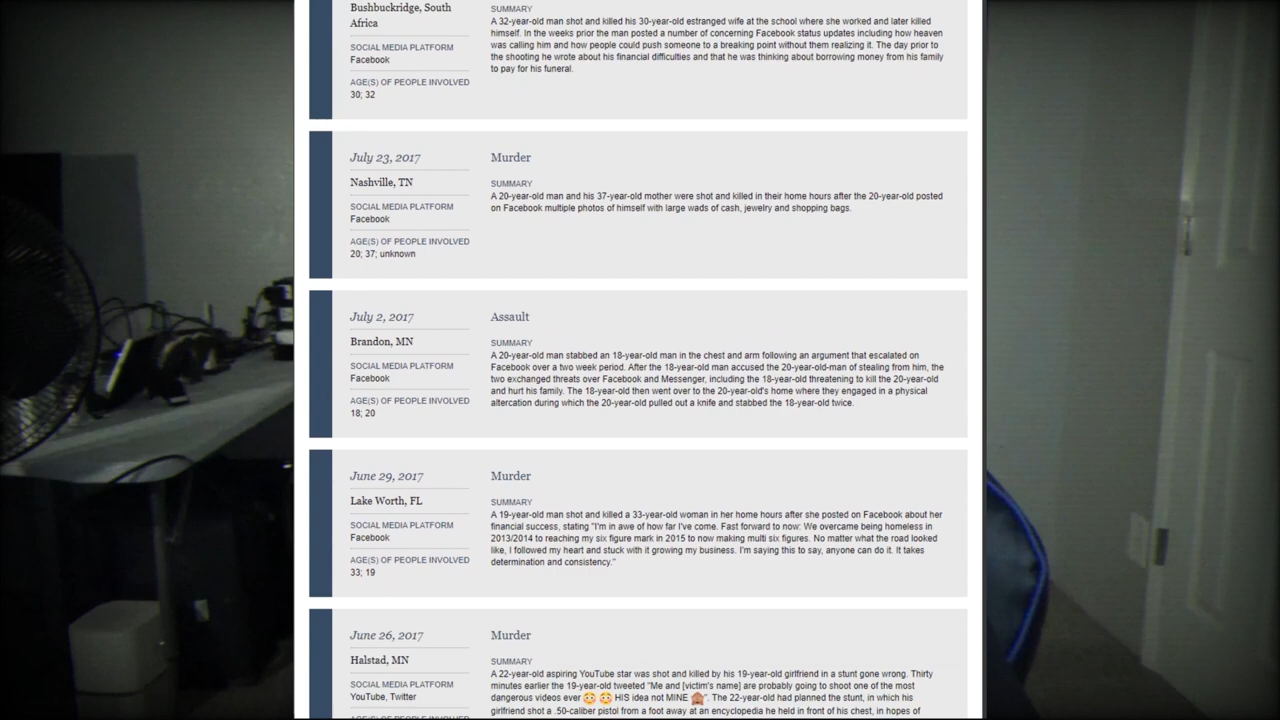 Bushbuckridge, South
Africa
SOCIAL MEDIA PLATFORM
Facebook
AGE(S) OF PEOPLE INVOLVED
30; 32
SUMMARY
A 32-year-old man shot and killed his 30-year-old estranged wife at the school where she worked and later killed
himself. In the weeks prior the man posted a number of concerning Facebook status updates including how heaven
was calling him and how people could push someone to a breaking point without them realizing it. The day prior to
the shooting he wrote about his financial difficulties and that he was thinking about borrowing money from his family
to pay for his funeral.
July 23, 2017
Nashville, TN
SOCIAL MEDIA PLATFORM
Facebook
AGE(S) OF PEOPLE INVOLVED
20; 37; unknown
Murder
SUMMARY
A 20-year-old man and his 37-year-old mother were shot and killed in their home hours after the 20-year-old posted
on Facebook multiple photos of himself with large wads of cash, jewelry and shopping bags.
July 2, 2017
Brandon, MN
SOCIAL MEDIA PLATFORM
Facebook
AGE(S) OF PEOPLE INVOLVED
18; 20
Assault
SUMMARY
A 20-year-old man stabbed an 18-year-old man in the chest and arm following an argument that escalated on
Facebook over a two week period. After the 18-year-old man accused the 20-year-old-man of stealing from him, the
two exchanged threats over Facebook and Messenger, including the 18-year-old threatening to kill the 20-year-old
and hurt his family. The 18-year-old then went over to the 20-year-old's home where they engaged in a physical
altercation during which the 20-year-old pulled out a knife and stabbed the 18-year-old twice.
June 29, 2017
Lake Worth, FL
SOCIAL MEDIA PLATFORM
Facebook
AGE(S) OF PEOPLE INVOLVED
33; 19
Murder
SUMMARY
A 19-year-old man shot and killed a 33-year-old woman in her home hours after she posted on Facebook about her
financial success, stating "I'm in awe of how far I've come. Fast forward to now: We overcame being homeless in
2013/2014 to reaching my six figure mark in 2015 to now making multi six figures. No matter what the road looked
like, I followed my heart and stuck with it growing my business. I'm saying this to say, anyone can do it. It takes
determination and consistency."
June 26, 2017
Halstad, MN
SOCIAL MEDIA PLATFORM
YouTube, Twitter
AGE(S) OF PEOPLE INVOLVED
Murder
SUMMARY
A 22-year-old aspiring YouTube star was shot and killed by his 19-year-old girlfriend in a stunt gone wrong. Thirty
minutes earlier the 19-year-old tweeted "Me and [victim's name] are probably going to shoot one of the most
dangerous videos ever😳😳 HIS idea not MINE🙈". The 22-year-old had planned the stunt, in which his
girlfriend shot a .50-caliber pistol from a foot away at an encyclopedia he held in front of his chest, in hopes of